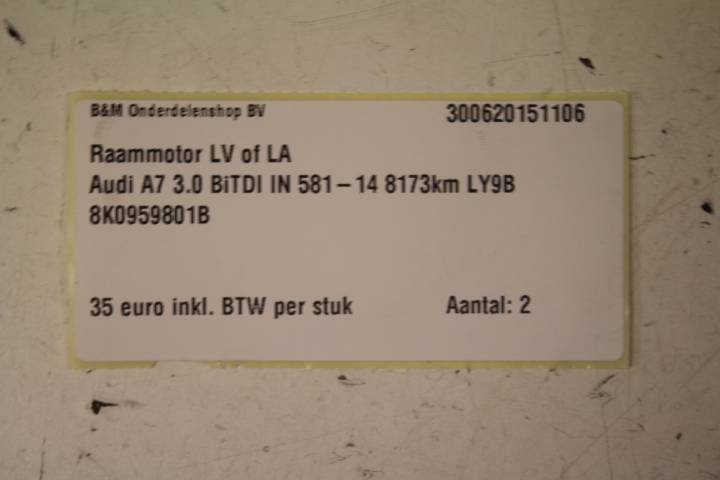 B&M Onderdelenshop BV 300620151106
Raammotor LV of LA
Audi A7 3.0 BiTDI IN 581 – 14 8173km LY9B
8K0959801B
35 euro inkl. BTW per stuk Aantal: 2